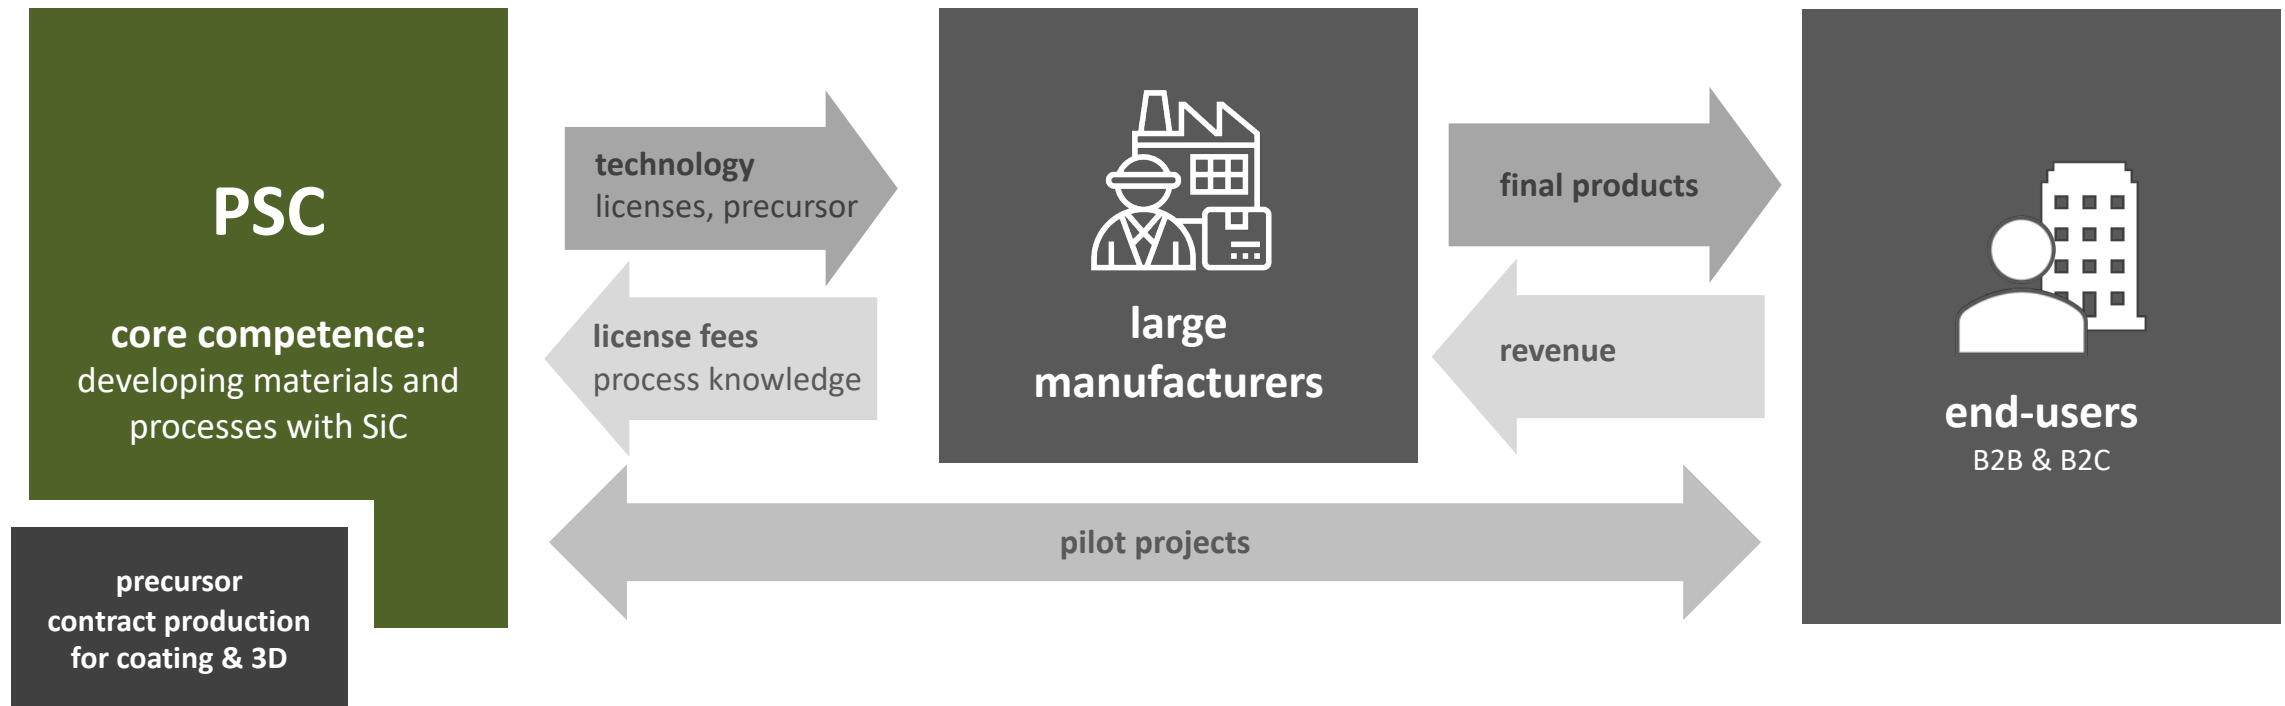 PSC
core competence:
developing materials and
processes with SiC
precursor
contract production
for coating & 3D
technology
licenses, precursor
license fees
process knowledge
large
manufacturers
final products
revenue
end-users
B2B & B2C
pilot projects